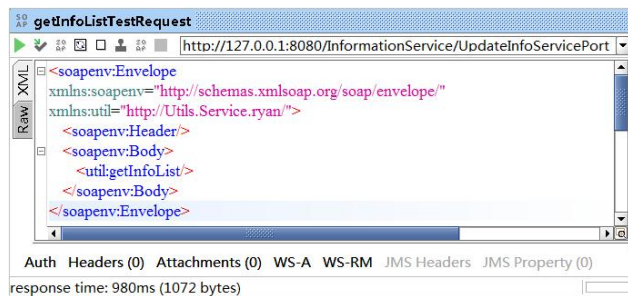 SO AP getInfoListTestRequest
http://127.0.0.1:8080/InformationService/UpdateInfoServicePort
XML
Raw
<soapenv:Envelope
xmlns:soapenv="http://schemas.xmlsoap.org/soap/envelope/"
xmlns:util="http://Utils.Service.ryan/">
<soapenv:Header/>
<soapenv:Body>
<util:getInfoList/>
</soapenv:Body>
</soapenv:Envelope>
Auth Headers (0) Attachments (0) WS-A WS-RM JMS Headers JMS Property (0)
response time: 980ms (1072 bytes)